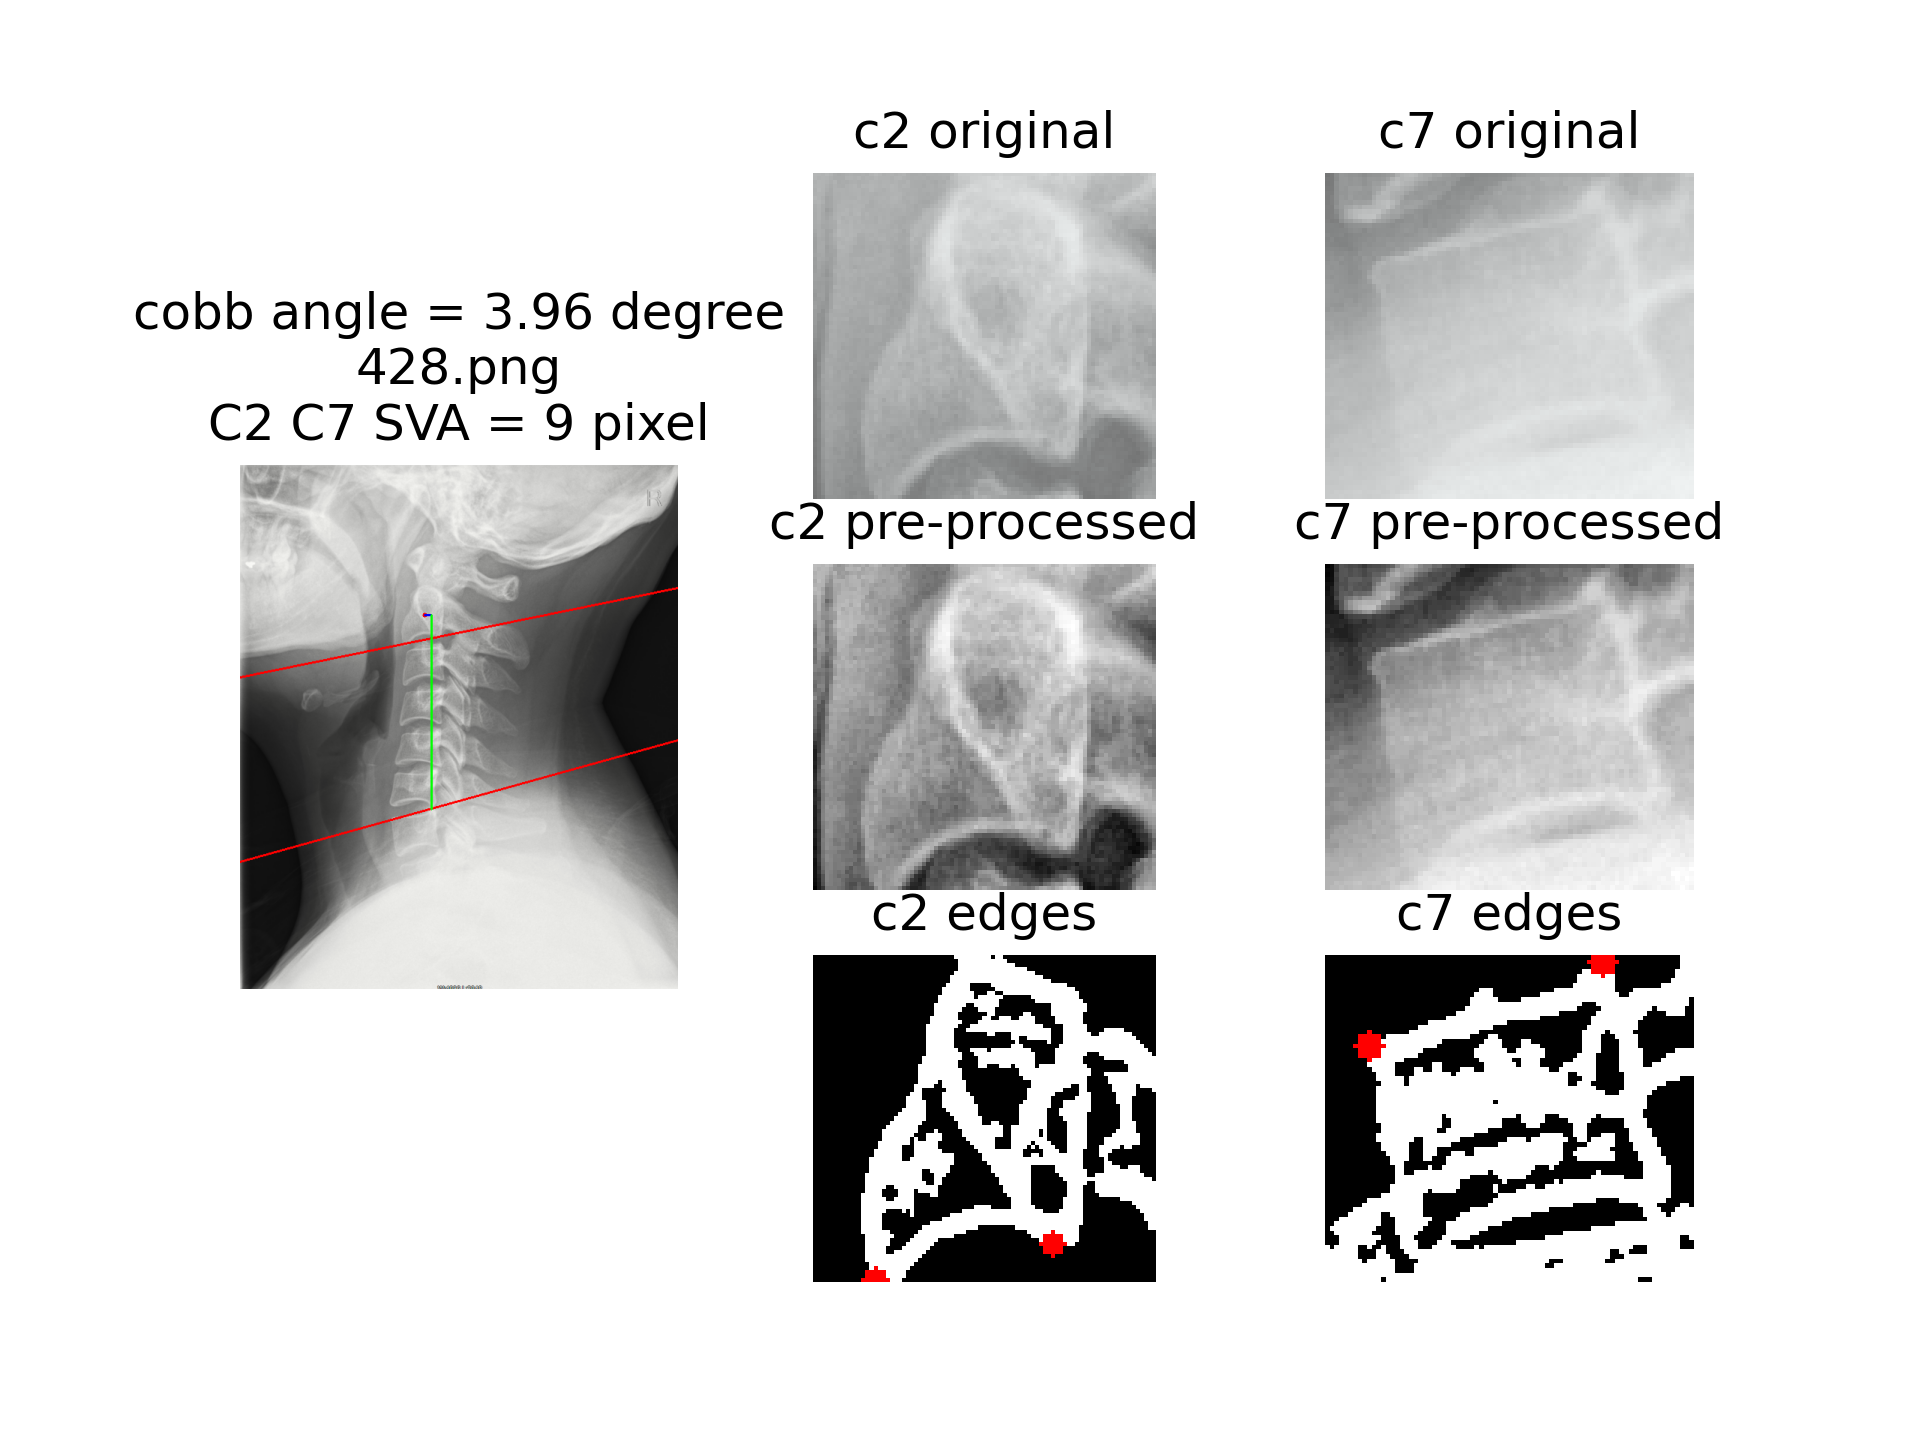 cobb angle = 3.96 degree
428.png
C2 C7 SVA = 9 pixel
R
c2 original
c7 original
c2 pre-processed
c7 pre-processed
c2 edges
c7 edges